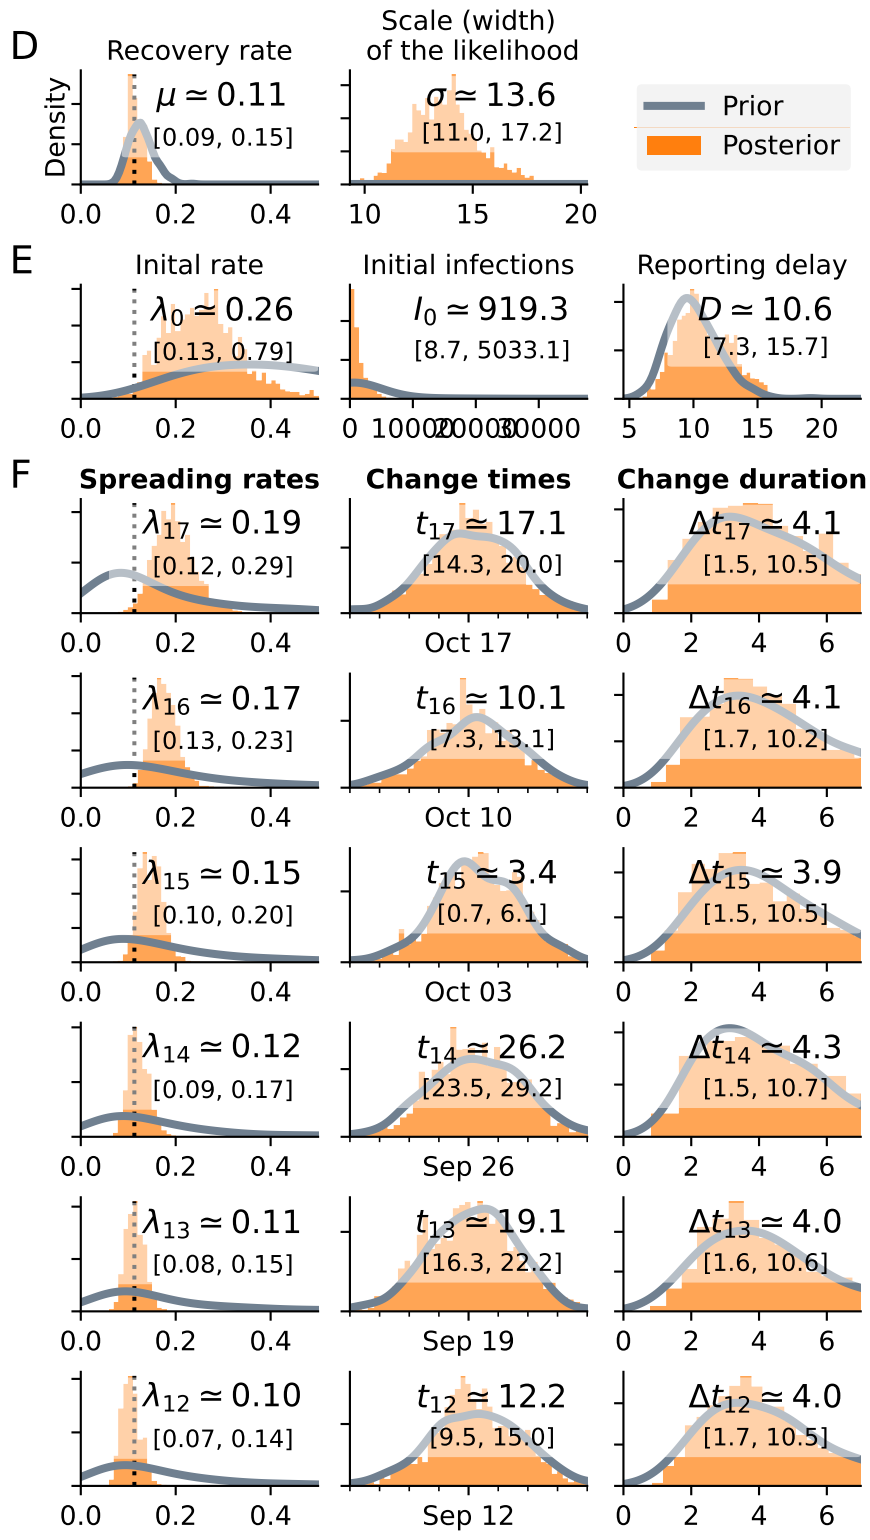 D
Recovery rate
Density
μ ≃ 0.11
[0.09, 0.15]
0.0 0.2 0.4
Scale (width)
of the likelihood
σ ≃ 13.6
[11.0, 17.2]
10 15 20
Prior
Posterior
E
Inital rate
λ0 ≃ 0.26
[0.13, 0.79]
0.0 0.2 0.4
Initial infections
I0 ≃ 919.3
[8.7, 5033.1]
0 10000 20000 30000
Reporting delay
D ≃ 10.6
[7.3, 15.7]
5 10 15 20
F
Spreading rates Change times Change duration
λ17 ≃ 0.19
[0.12, 0.29]
0.0 0.2 0.4
t17 ≃ 17.1
[14.3, 20.0]
Oct 17
Δt17 ≃ 4.1
[1.5, 10.5]
0 2 4 6
λ16 ≃ 0.17
[0.13, 0.23]
0.0 0.2 0.4
t16 ≃ 10.1
[7.3, 13.1]
Oct 10
Δt16 ≃ 4.1
[1.7, 10.2]
0 2 4 6
λ15 ≃ 0.15
[0.10, 0.20]
0.0 0.2 0.4
t15 ≃ 3.4
[0.7, 6.1]
Oct 03
Δt15 ≃ 3.9
[1.5, 10.5]
0 2 4 6
λ14 ≃ 0.12
[0.09, 0.17]
0.0 0.2 0.4
t14 ≃ 26.2
[23.5, 29.2]
Sep 26
Δt14 ≃ 4.3
[1.5, 10.7]
0 2 4 6
λ13 ≃ 0.11
[0.08, 0.15]
0.0 0.2 0.4
t13 ≃ 19.1
[16.3, 22.2]
Sep 19
Δt13 ≃ 4.0
[1.6, 10.6]
0 2 4 6
λ12 ≃ 0.10
[0.07, 0.14]
0.0 0.2 0.4
t12 ≃ 12.2
[9.5, 15.0]
Sep 12
Δt12 ≃ 4.0
[1.7, 10.5]
0 2 4 6